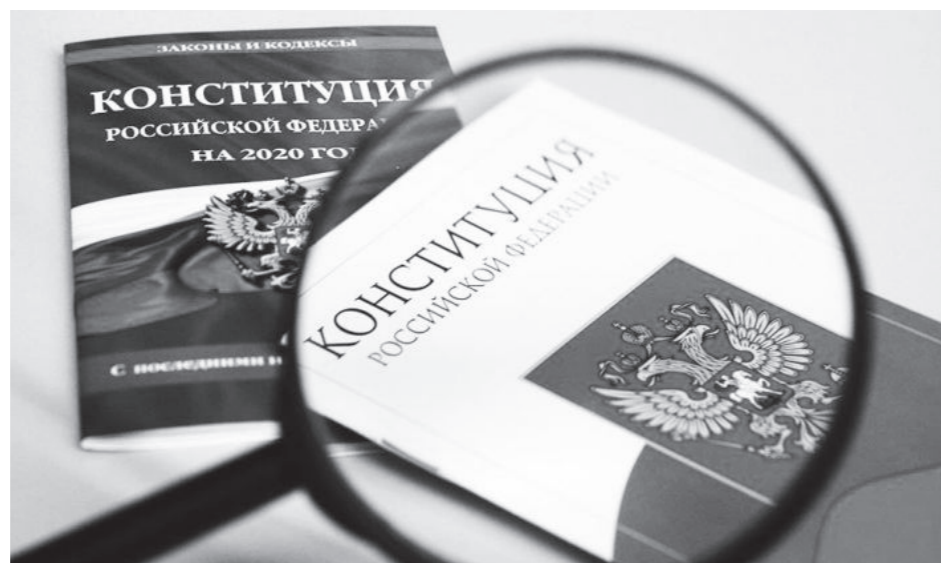 ЗАКОНЫ И КОДЕКСЫ
КОНСТИТУЦИЯ
РОССИЙСКОЙ ФЕДЕРА
НА 2020 ГО
С ПОСЛЕДНИМИ
КОНСТИТУЦИЯ
РОССИЙСКОЙ ФЕДЕРАЦИИ